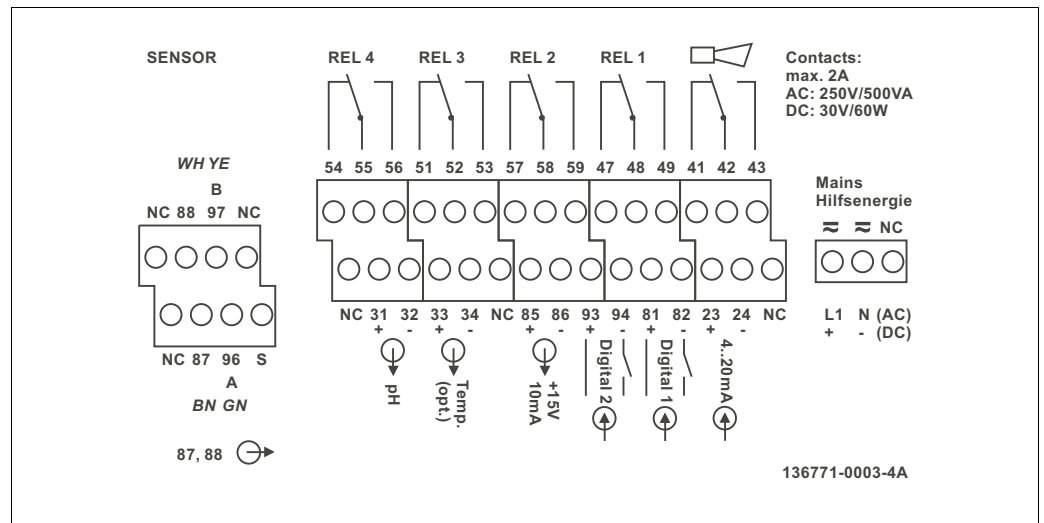 SENSOR REL 4 REL 3 REL 2 REL 1
Contacts:
max. 2A
AC: 250V/500VA
DC: 30V/60W
54 55 56 51 52 53 57 58 59 47 48 49 41 42 43
WH YE
B
NC 88 97 NC
Mains
Hilfsenergie
≂ ≂ NC
NC 31 32 33 34 NC 85 86 93 94 81 82 23 24 NC
+ - + - + - + - + - + -
pH
Temp.
(opt.)
+15V
10mA
Digital 2
Digital 1
4..20mA
L1 N (AC)
+ - (DC)
NC 87 96 S
A
BN GN
87, 88
136771-0003-4A